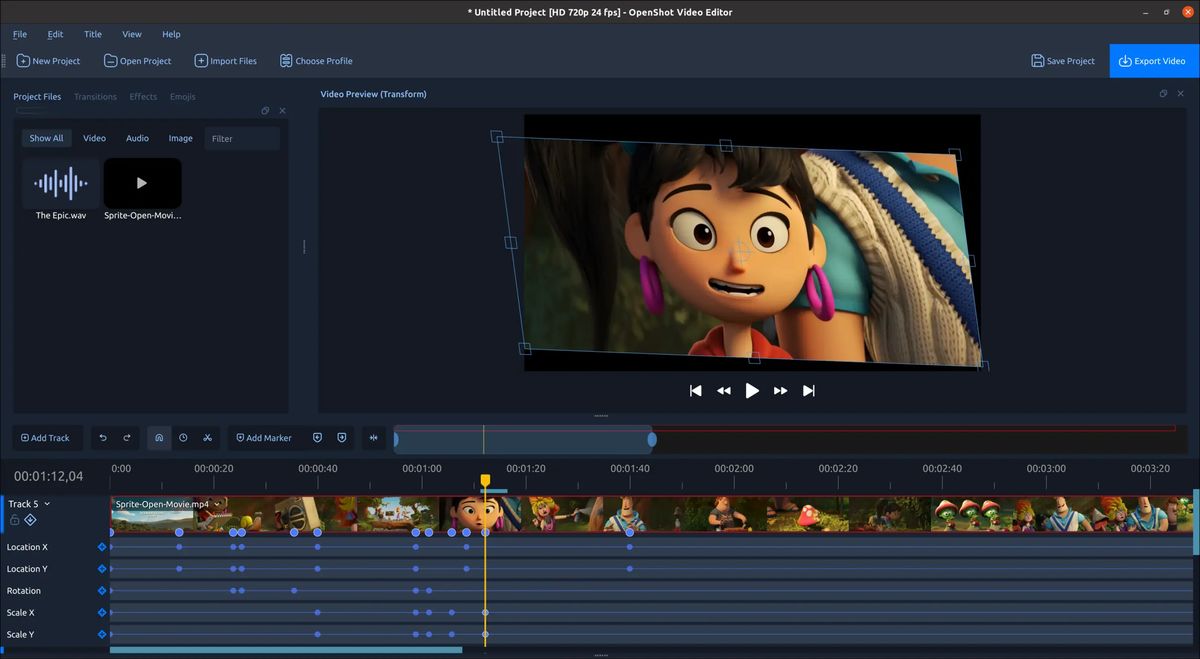 * Untitled Project [HD 720p 24 fps] - OpenShot Video Editor
File Edit Title View Help
New Project Open Project Import Files Choose Profile Save Project Export Video
Project Files Transitions Effects Emojis
Video Preview (Transform)
Show All Video Audio Image Filter
The Epic.wav Sprite-Open-Movi...
Add Track Add Marker
00:01:12,04
0:00 00:00:20 00:00:40 00:01:00 00:01:20 00:01:40 00:02:00 00:02:20 00:02:40 00:03:00 00:03:20
Track 5 Sprite-Open-Movie.mp4
Location X
Location Y
Rotation
Scale X
Scale Y